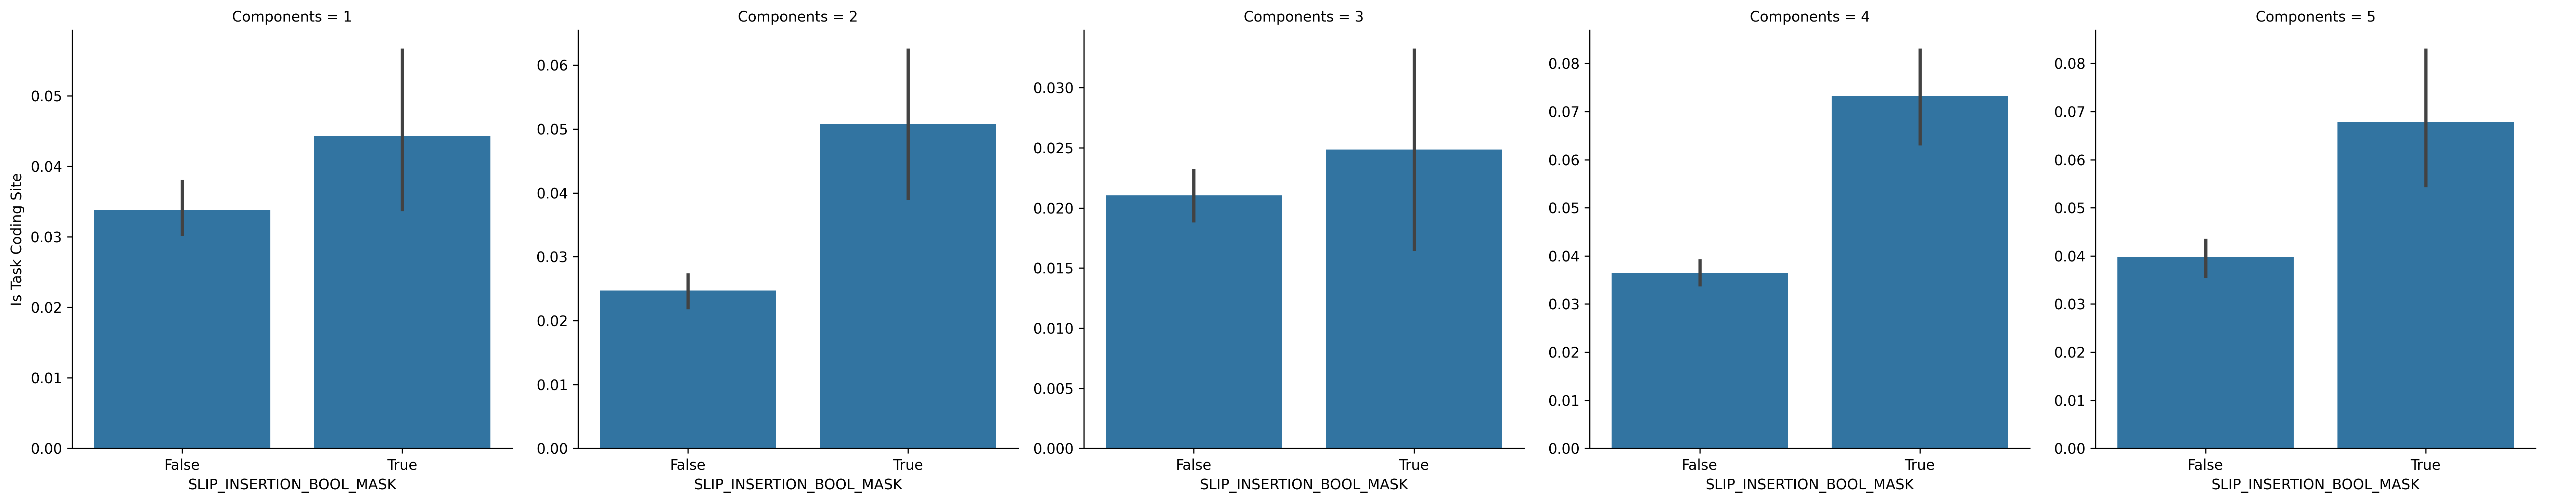 Components = 1
Components = 2
Components = 3
Components = 4
Components = 5
Is Task Coding Site
0.05
0.04
0.03
0.02
0.01
0.00
False
True
SLIP_INSERTION_BOOL_MASK
0.06
0.05
0.04
0.03
0.02
0.01
0.00
False
True
SLIP_INSERTION_BOOL_MASK
0.030
0.025
0.020
0.015
0.010
0.005
0.000
False
True
SLIP_INSERTION_BOOL_MASK
0.08
0.07
0.06
0.05
0.04
0.03
0.02
0.01
0.00
False
True
SLIP_INSERTION_BOOL_MASK
0.08
0.07
0.06
0.05
0.04
0.03
0.02
0.01
0.00
False
True
SLIP_INSERTION_BOOL_MASK